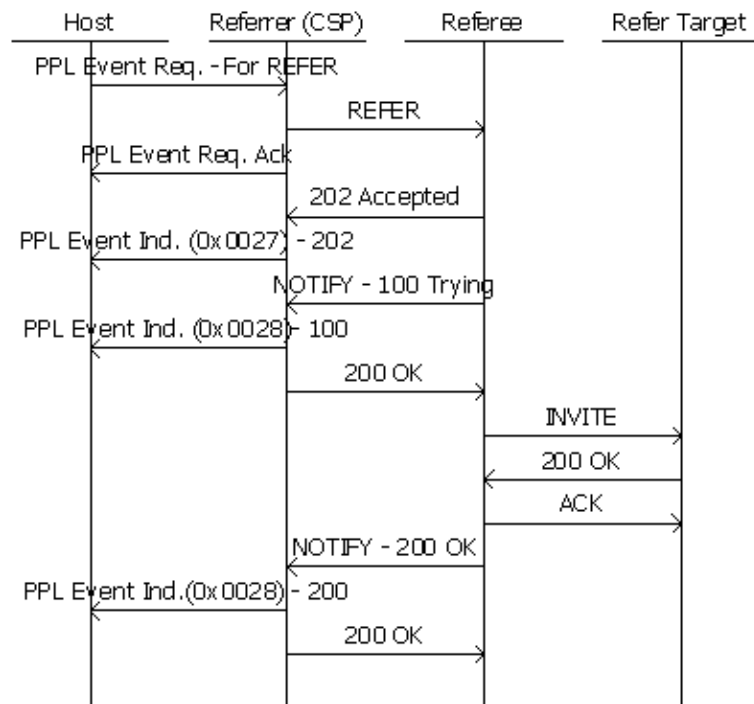 Host Referrer (CSP) Referee Refer Target
PPL Event Req. - For REFER
REFER
PPL Event Req. Ack
202 Accepted
PPL Event Ind. (0x0027) - 202
NOTIFY - 100 Trying
PPL Event Ind. (0x0028) - 100
200 OK
INVITE
200 OK
ACK
NOTIFY - 200 OK
PPL Event Ind.(0x0028) - 200
200 OK